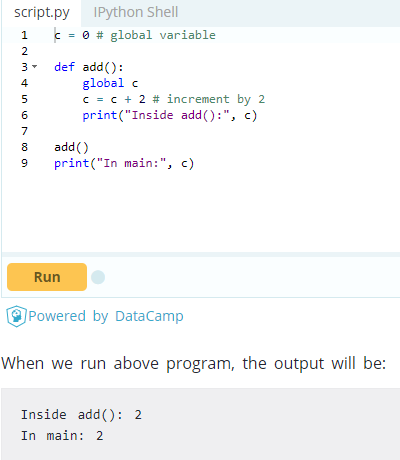 script.py IPython Shell
1 c = 0 # global variable
2
3 def add():
4     global c
5     c = c + 2 # increment by 2
6     print("Inside add():", c)
7
8 add()
9 print("In main:", c)
Run
Powered by DataCamp
When we run above program, the output will be:
Inside add(): 2
In main: 2